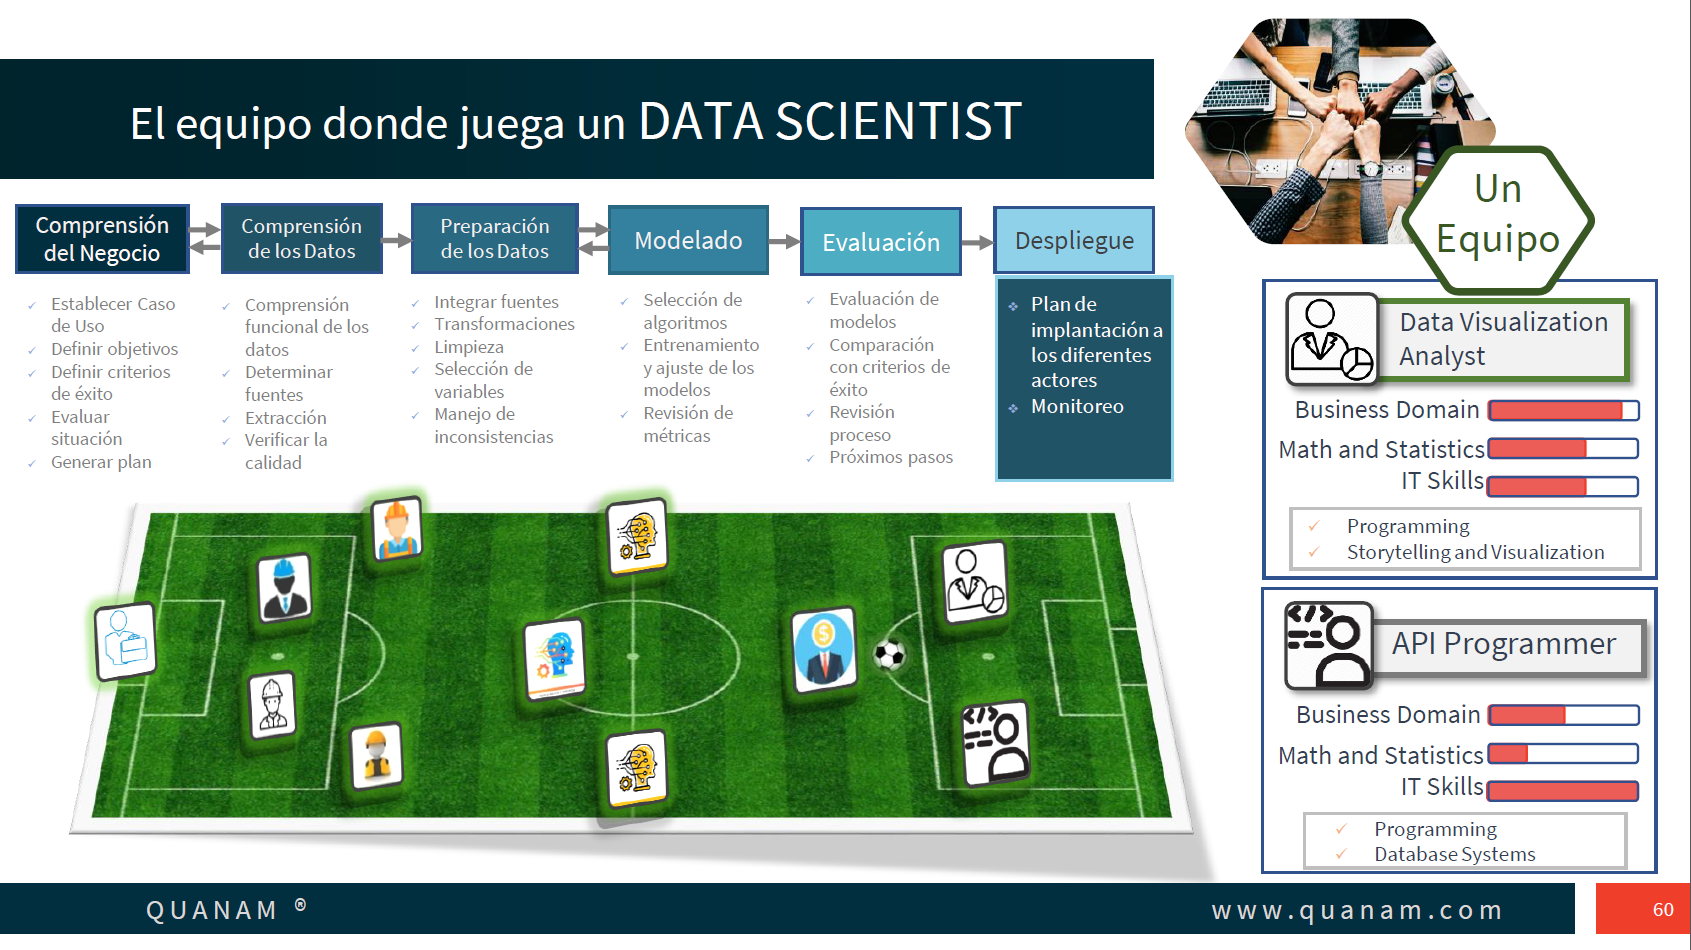 El equipo donde juega un DATA SCIENTIST
Un
Equipo
Comprensión
del Negocio
Comprensión
de los Datos
Preparación
de los Datos
Modelado
Evaluación
Despliegue
✓ Establecer Caso
de Uso
✓ Definir objetivos
✓ Definir criterios
de éxito
✓ Evaluar
situación
✓ Generar plan
✓ Comprensión
funcional de los
datos
✓ Determinar
fuentes
✓ Extracción
✓ Verificar la
calidad
✓ Integrar fuentes
✓ Transformaciones
✓ Limpieza
✓ Selección de
variables
✓ Manejo de
inconsistencias
✓ Selección de
algoritmos
✓ Entrenamiento
y ajuste de los
modelos
✓ Revisión de
métricas
✓ Evaluación de
modelos
✓ Comparación
con criterios de
éxito
✓ Revisión
proceso
✓ Próximos pasos
❖ Plan de
implantación a
los diferentes
actores
❖ Monitoreo
Data Visualization
Analyst
Business Domain
Math and Statistics
IT Skills
✓ Programming
✓ Storytelling and Visualization
API Programmer
Business Domain
Math and Statistics
IT Skills
✓ Programming
✓ Database Systems
QUANAM ®
www.quanam.com
60